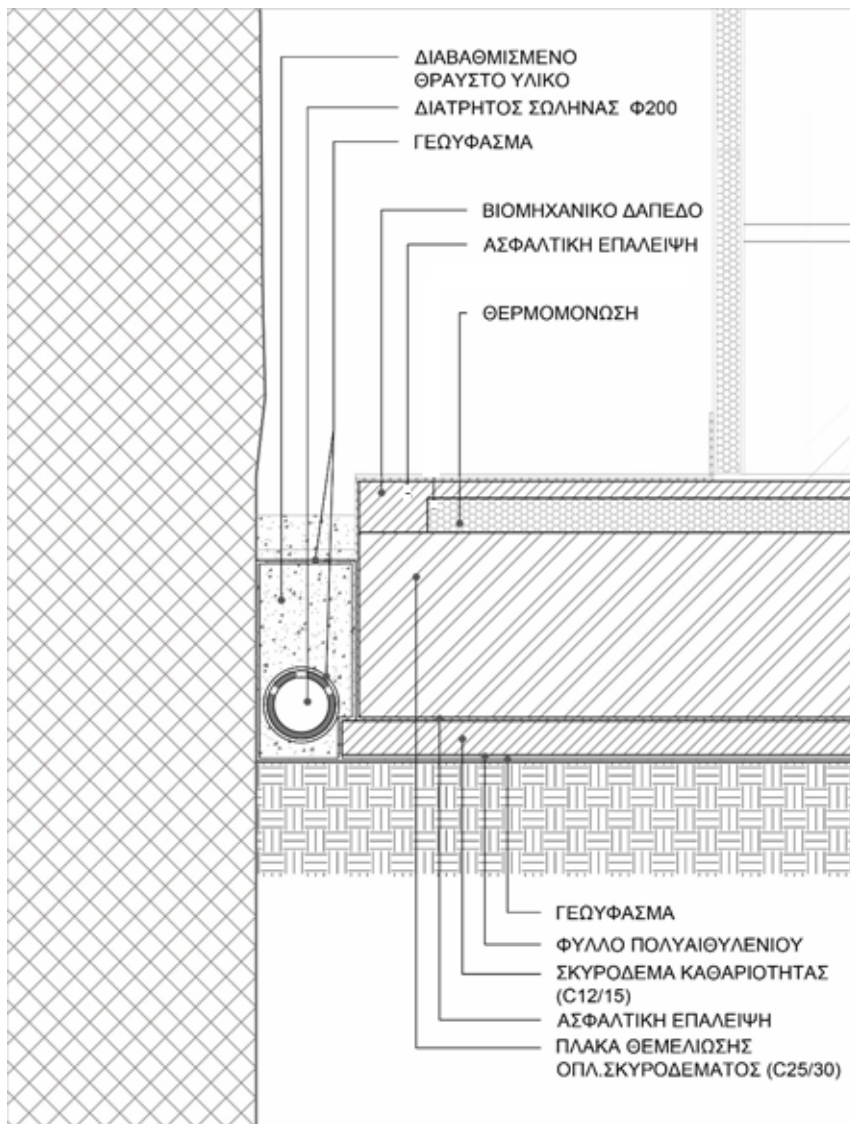 ΔΙΑΒΑΘΜΙΣΜΕΝΟ
ΘΡΑΥΣΤΟ ΥΛΙΚΟ
ΔΙΑΤΡΗΤΟΣ ΣΩΛΗΝΑΣ Φ200
ΓΕΩΥΦΑΣΜΑ
ΒΙΟΜΗΧΑΝΙΚΟ ΔΑΠΕΔΟ
ΑΣΦΑΛΤΙΚΗ ΕΠΑΛΕΙΨΗ
ΘΕΡΜΟΜΟΝΩΣΗ
ΓΕΩΥΦΑΣΜΑ
ΦΥΛΛΟ ΠΟΛΥΑΙΘΥΛΕΝΙΟΥ
ΣΚΥΡΟΔΕΜΑ ΚΑΘΑΡΙΟΤΗΤΑΣ
(C12/15)
ΑΣΦΑΛΤΙΚΗ ΕΠΑΛΕΙΨΗ
ΠΛΑΚΑ ΘΕΜΕΛΙΩΣΗΣ
ΟΠΛ.ΣΚΥΡΟΔΕΜΑΤΟΣ (C25/30)